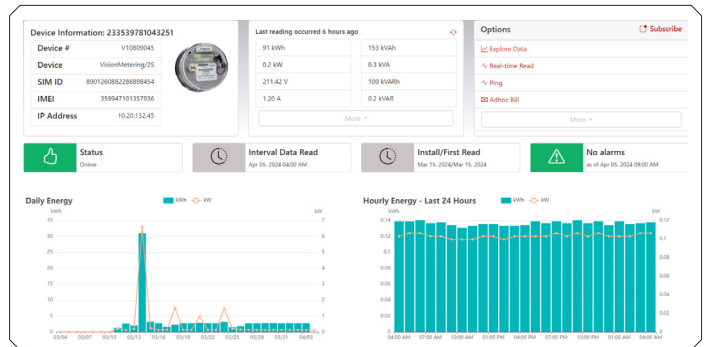 Device Information: 233539781043251
Device # V10809045
Device VisionMetering/2S
SIM ID 8901260882286898454
IMEI 359947101357936
IP Address 10.20.132.45
Last reading occurred 6 hours ago
91 kWh 153 kVAh
0.2 kW 0.3 kVA
211.42 V 100 kVARh
1.20 A 0.2 kVAR
More
Options Subscribe
Explore Data
Real-time Read
Ping
Adhoc Bill
More
Status
Online
Interval Data Read
Apr 05, 2024 04:00 AM
Install/First Read
Mar 15, 2024/Mar 15, 2024
No alarms
as of Apr 05, 2024 09:00 AM
Daily Energy
kWh kW
kWh kW
35 7
30 6
25 5
20 4
15 3
10 2
5 1
0 0
03/04 03/07 03/10 03/13 03/16 03/19 03/22 03/25 03/28 03/31 04/03
Hourly Energy - Last 24 Hours
kWh kW
kWh kW
0.14 0.12
0.12 0.1
0.1 0.08
0.08 0.06
0.06 0.04
0.04 0.02
0.02
0 0
04:00 AM 07:00 AM 10:00 AM 01:00 PM 04:00 PM 07:00 PM 10:00 PM 01:00 AM 04:00 AM